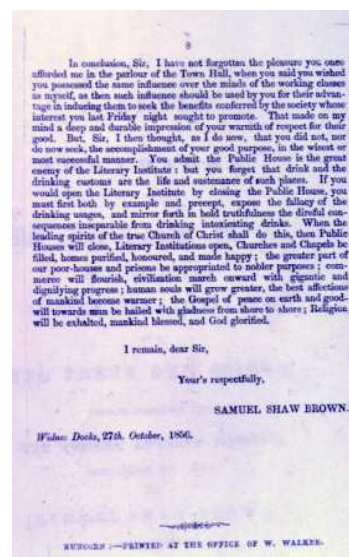 8
In conclusion, Sir, I have not forgotten the pleasure you once
afforded me in the parlour of the Town Hall, when you said you wished
you possessed the same influence over the minds of the working classes
as myself, as then such influence should be used by you for their advan-
tage in inducing them to seek the benefits conferred by the society whose
interest you last Friday night sought to promote. That made on my
mind a deep and durable impression of your warmth of respect for their
good. But, Sir, I then thought, as I do now, that you did not, nor
do now seek, the accomplishment of your good purpose, in the wisest or
most successful manner. You admit the Public House is the great
enemy of the Literary Institute; but you forget that drink and the
drinking customs are the life and sustenance of such places. If you
would open the Literary Institute by closing the Public House, you
must first both by example and precept, expose the fallacy of the
drinking usages, and mirror forth in bold truthfulness the direful con-
sequences inseparable from drinking intoxicating drinks. When the
leading spirits of the true Church of Christ shall do this, then Public
Houses will close, Literary Institutions open, Churches and Chapels be
filled, homes purified, honoured, and made happy; the greater part of
our poor-houses and prisons be appropriated to nobler purposes; com-
merce will flourish, civilization march onward with gigantic and
dignifying progress; human souls will grow greater, the best affections
of mankind become warmer; the Gospel of peace on earth and good-
will towards man be hailed with gladness from shore to shore; Religion
will be exhalted, mankind blessed, and God glorified.
I remain, dear Sir,
Your's respectfully,
SAMUEL SHAW BROWN.
Widnes Docks, 27th. October, 1856.
RUNCORN:—PRINTED AT THE OFFICE OF W. WALKER.